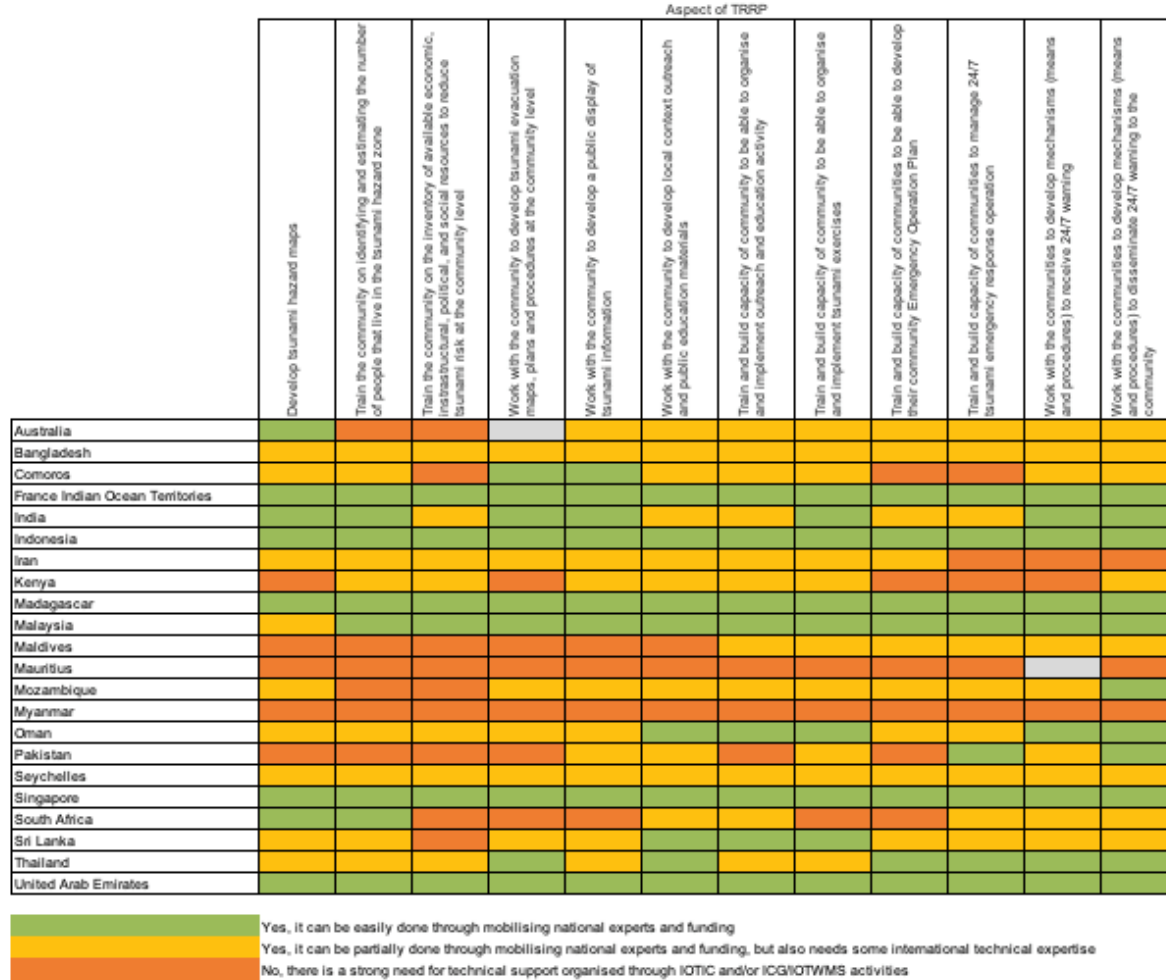 Aspect of TRRP
Develop tsunami hazard maps
Train the community on identifying and estimating the number
of people that live in the tsunami hazard zone
Train the community on the inventory of available economic,
instrastructural, political, and social resources to reduce
tsunami risk at the community level
Work with the community to develop tsunami evacuation
maps, plans and procedures at the community level
Work with the community to develop a public display of
tsunami information
Work with the community to develop local context outreach
and public education materials
Train and build capacity of community to be able to organise
and implement outreach and education activity
Train and build capacity of community to be able to organise
and implement tsunami exercises
Train and build capacity of communities to be able to develop
their community Emergency Operation Plan
Train and build capacity of communities to manage 24/7
tsunami emergency response operation
Work with the communities to develop mechanisms (means
and procedures) to receive 24/7 warning
Work with the communities to develop mechanisms (means
and procedures) to disseminate 24/7 warning to the
community
Australia
Bangladesh
Comoros
France Indian Ocean Territories
India
Indonesia
Iran
Kenya
Madagascar
Malaysia
Maldives
Mauritius
Mozambique
Myanmar
Oman
Pakistan
Seychelles
Singapore
South Africa
Sri Lanka
Thailand
United Arab Emirates
Yes, it can be easily done through mobilising national experts and funding
Yes, it can be partially done through mobilising national experts and funding, but also needs some international technical expertise
No, there is a strong need for technical support organised through IOTIC and/or ICG/IOTWMS activities